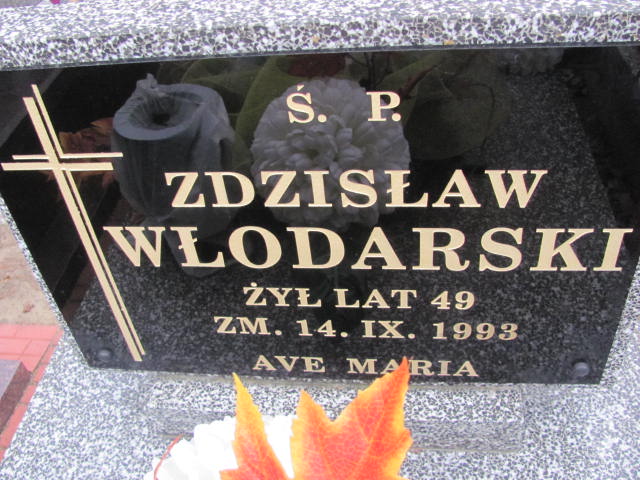 Ś. P.
ZDZISŁAW
WŁODARSKI
ŻYŁ LAT 49
ZM. 14. IX. 1993
AVE MARIA